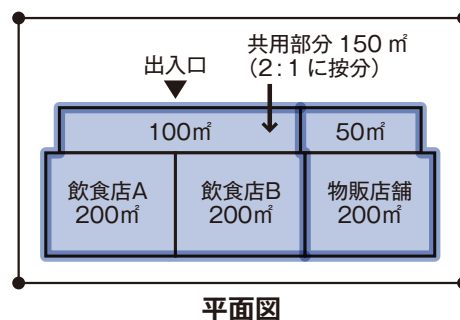 共用部分 150 ㎡
（2：1 に按分）
出入口
100㎡
50㎡
飲食店A
200㎡
飲食店B
200㎡
物販店舗
200㎡
平面図